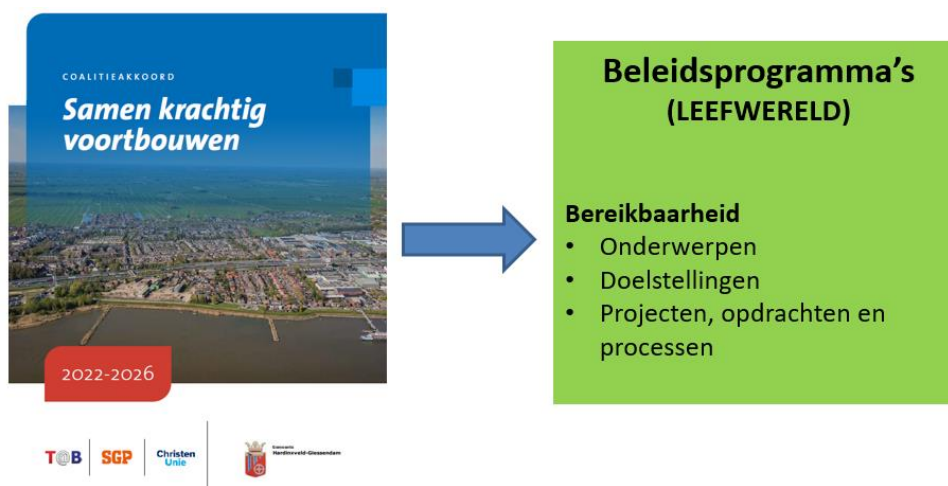 COALITIEAKKOORD
Samen krachtig
voortbouwen
2022-2026
T@B
SGP
Christen
Unie
Gemeente
Hardinxveld-Giessendam
Beleidsprogramma's
(LEEFWERELD)
Bereikbaarheid
• Onderwerpen
• Doelstellingen
• Projecten, opdrachten en
processen